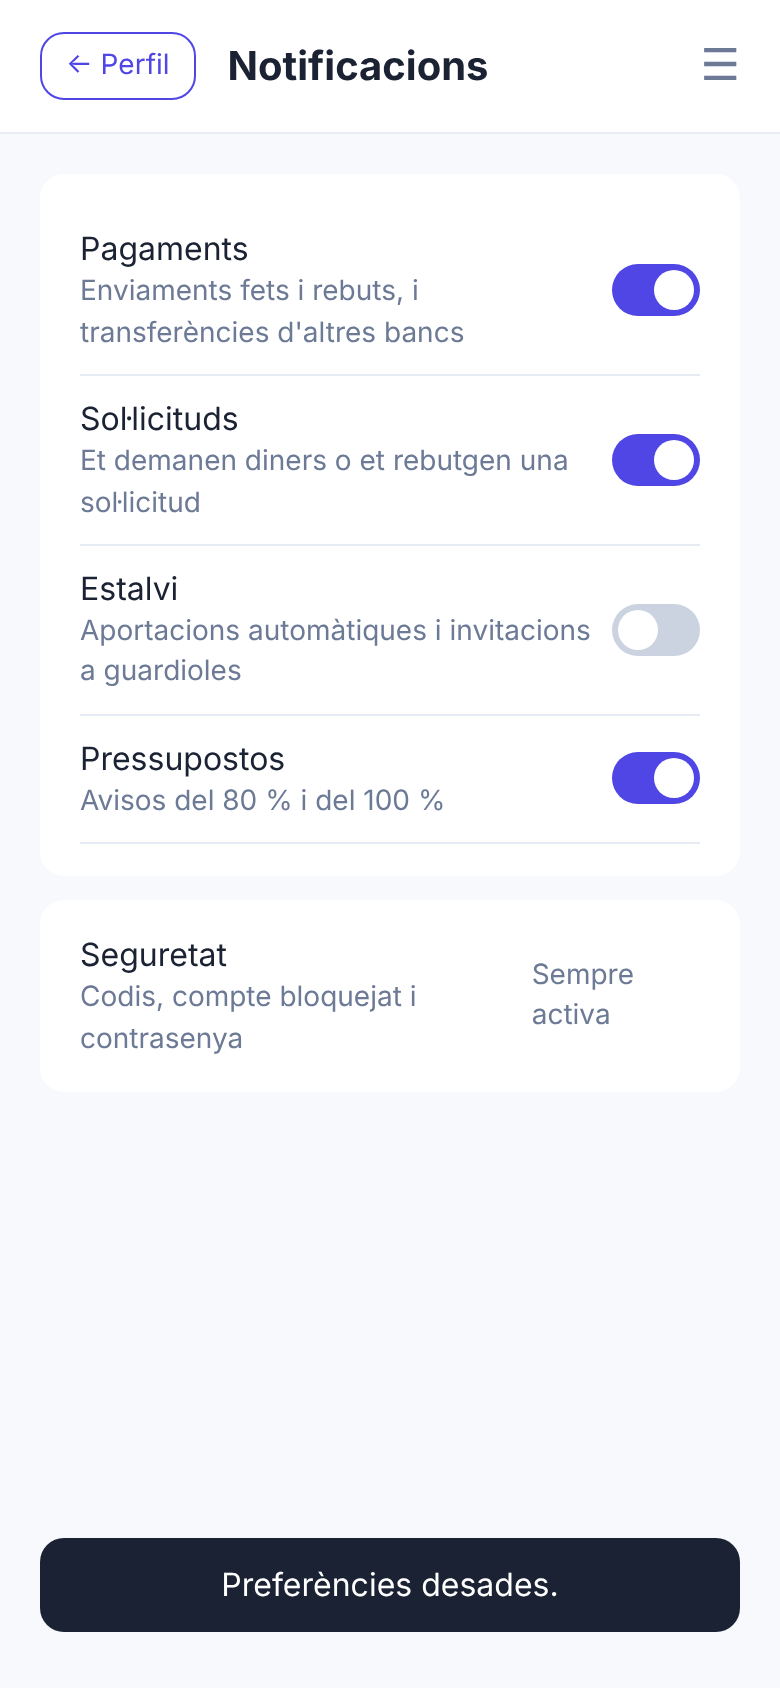 ← Perfil
Notificacions
Pagaments
Enviaments fets i rebuts, i
transferències d'altres bancs
Sol·licituds
Et demanen diners o et rebutgen una
sol·licitud
Estalvi
Aportacions automàtiques i invitacions
a guardioles
Pressupostos
Avisos del 80 % i del 100 %
Seguretat
Codis, compte bloquejat i
contrasenya
Sempre
activa
Preferències desades.